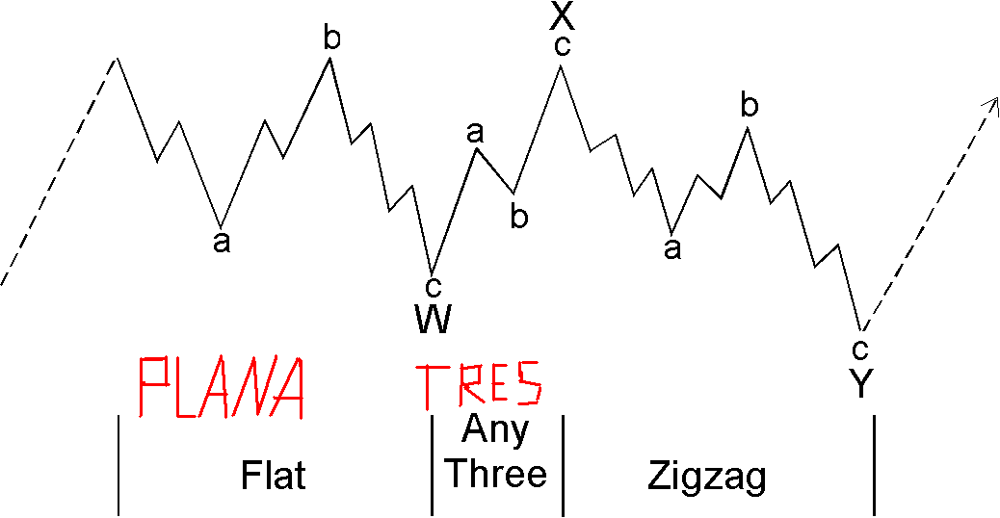 X
b c
b
a
a b a
c c
W Y
PLANA TRES
Any
Flat Three Zigzag